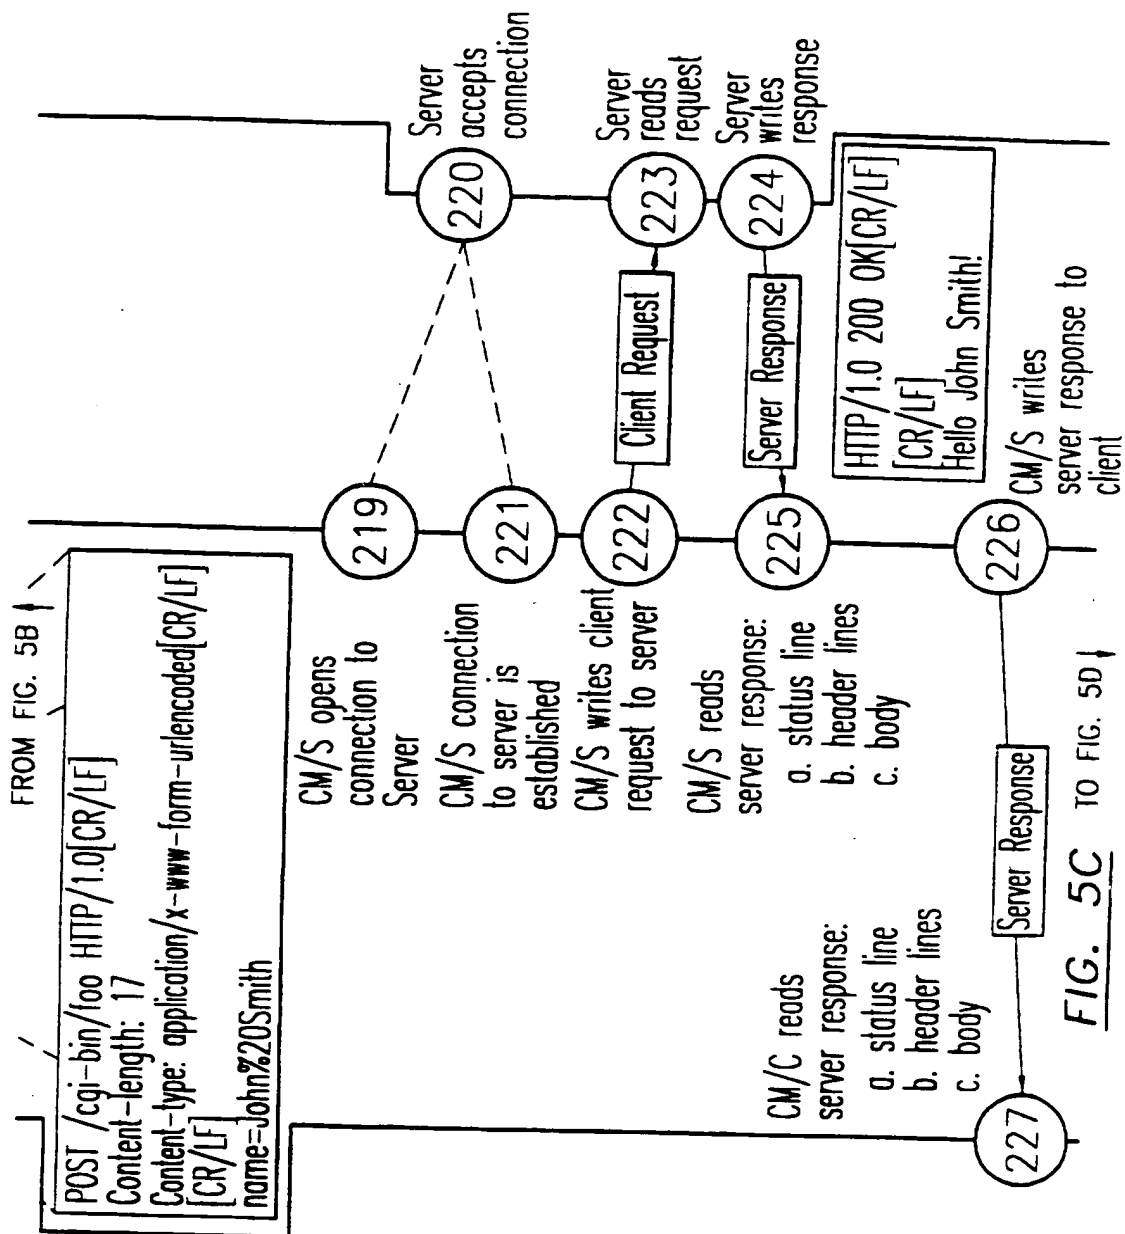 FROM FIG. 5B
POST /cgi-bin/foo HTTP/1.0[CR/LF]
Content-length: 17
Content-type: application/x-www-form-urlencoded[CR/LF]
[CR/LF]
name=John%20Smith
219
CM/S opens
connection to
Server
220
Server
accepts
connection
221
CM/S connection
to server is
established
222
CM/S writes client
request to server
Client Request
223
Server
reads
request
224
Server
writes
response
Server Response
225
CM/S reads
server response:
a. status line
b. header lines
c. body
HTTP/1.0 200 OK[CR/LF]
[CR/LF]
Hello John Smith!
226
CM/S writes
server response to
client
Server Response
227
CM/C reads
server response:
a. status line
b. header lines
c. body
FIG. 5C
TO FIG. 5D